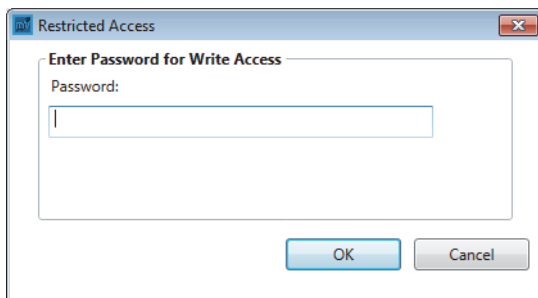 Restricted Access
Enter Password for Write Access
Password:
OK
Cancel